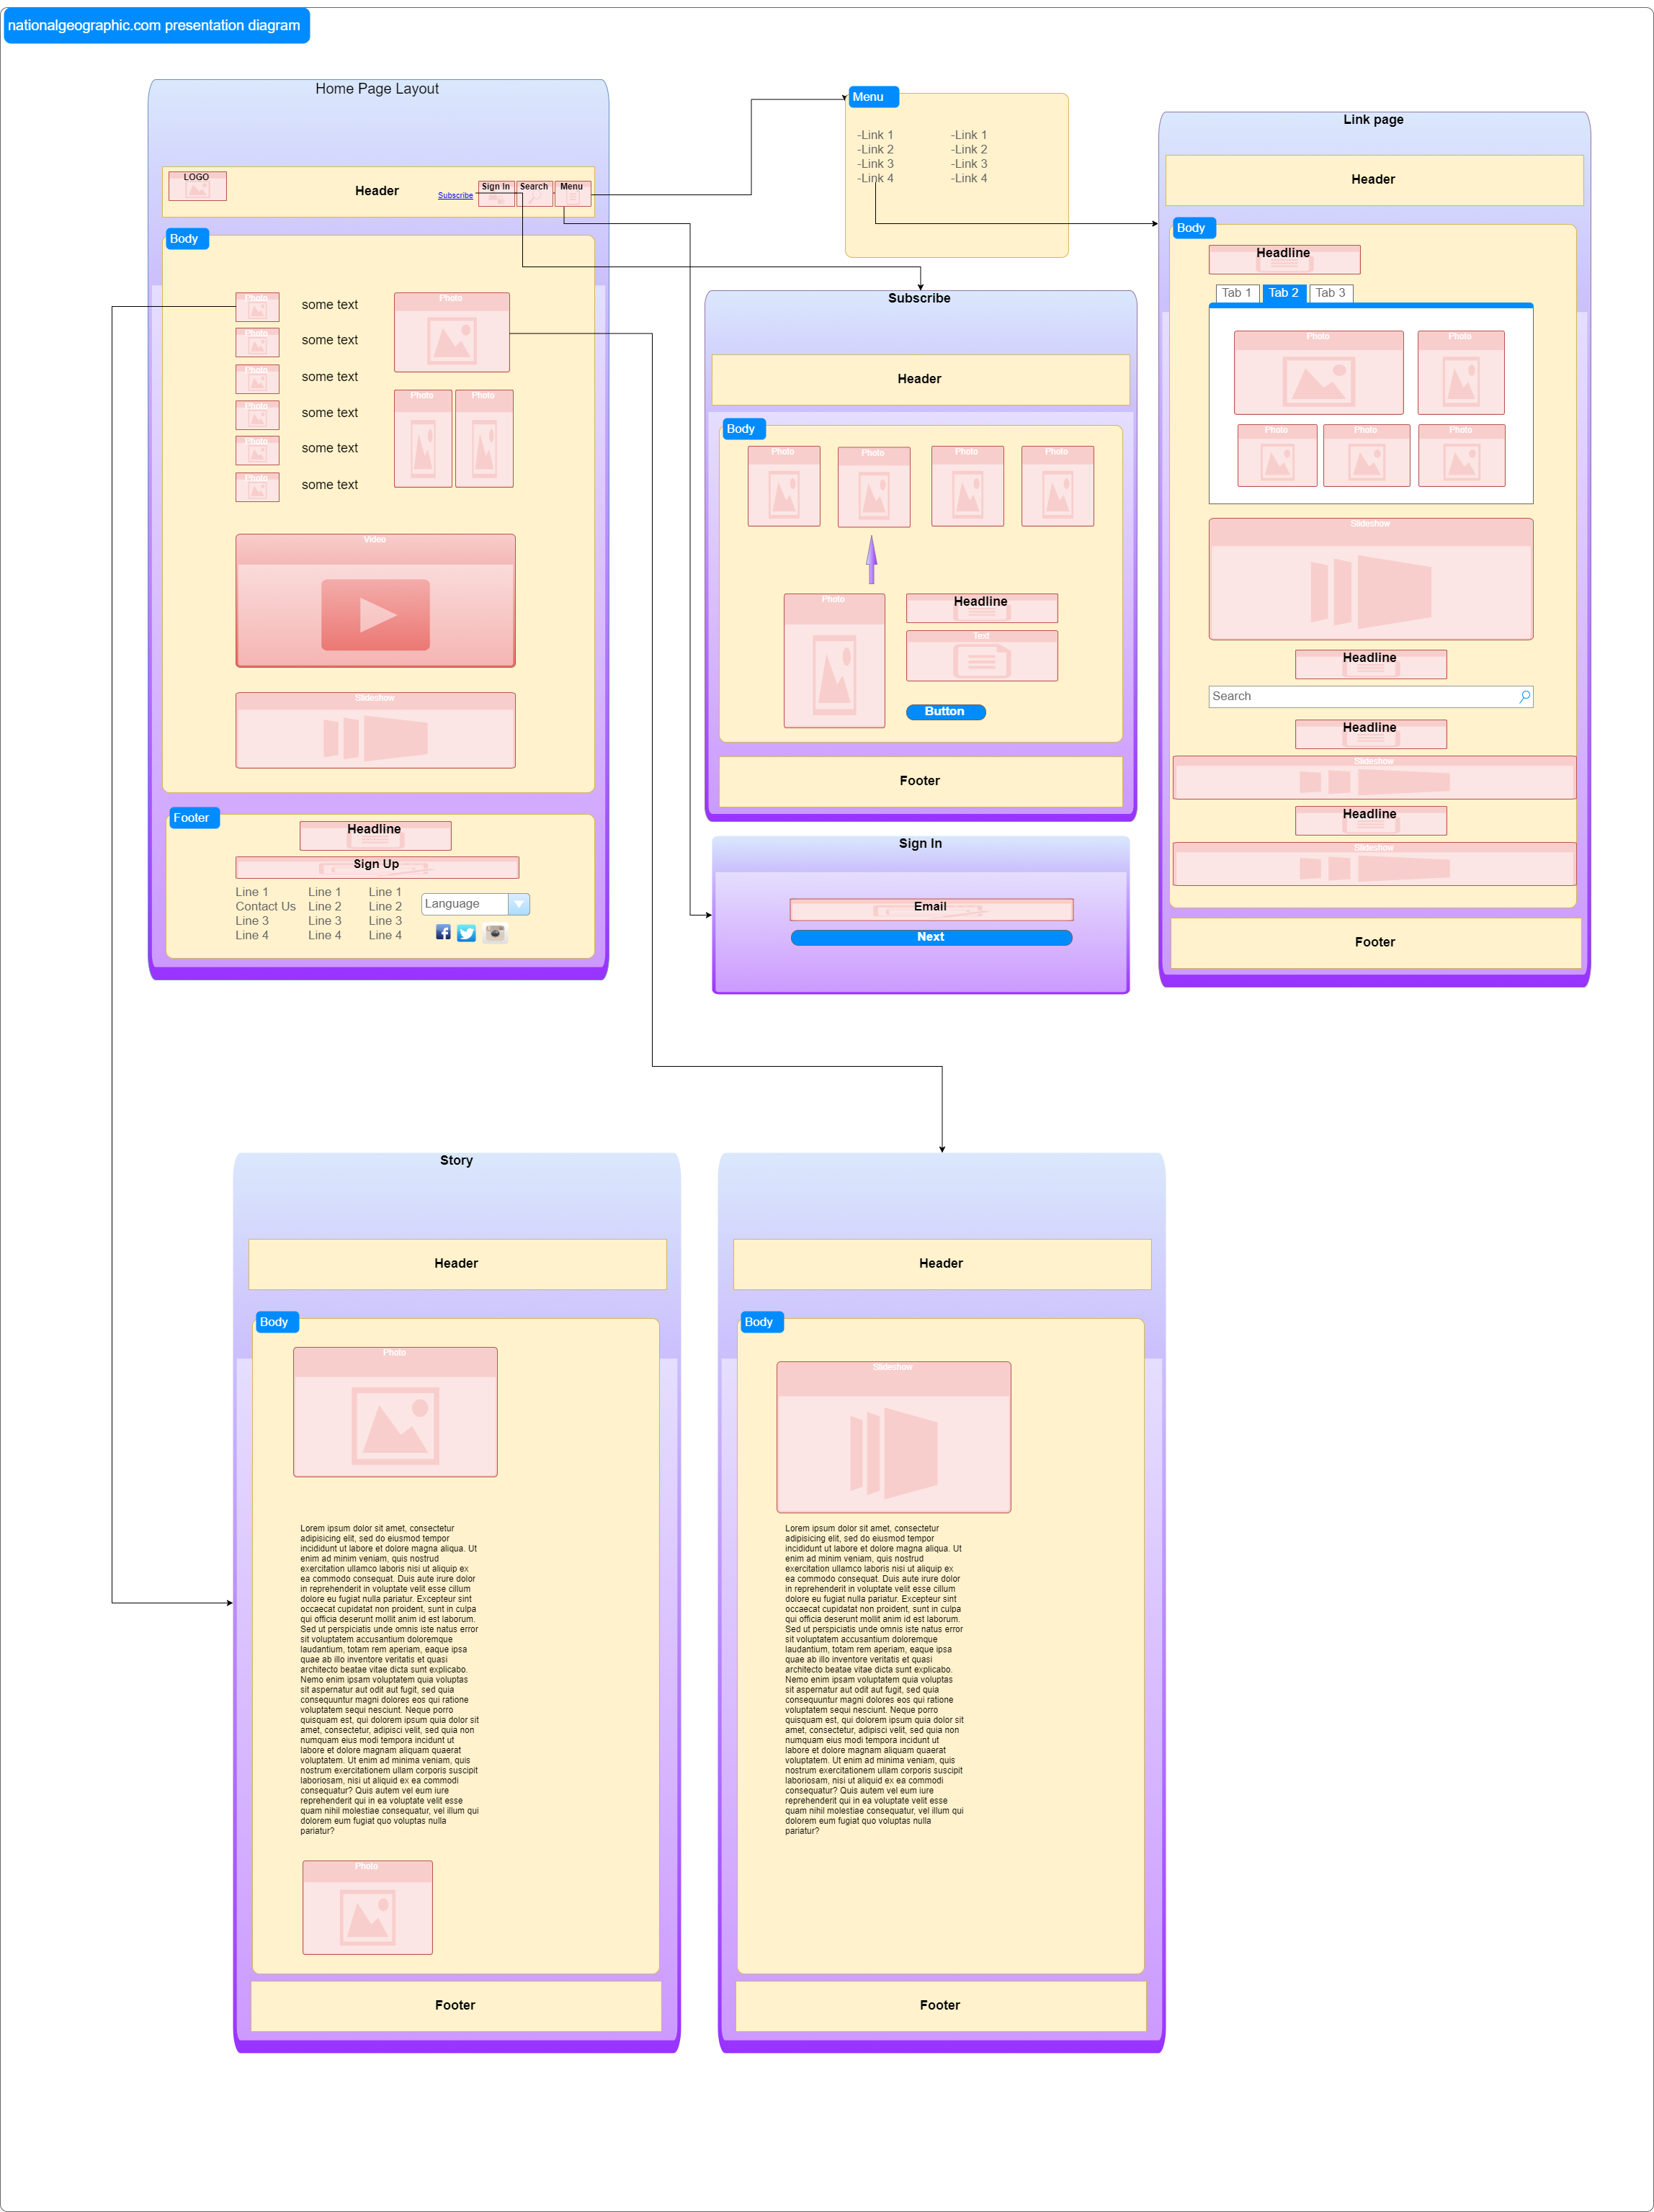 nationalgeographic.com presentation diagram
Home Page Layout
LOGO
Header
Subscribe
Sign In
Search
Menu
Body
Photo
some text
Photo
some text
Photo
some text
Photo
some text
Photo
some text
Photo
some text
Photo
Photo
Photo
Video
Slideshow
Footer
Headline
Sign Up
Line 1
Contact Us
Line 3
Line 4
Line 1
Line 2
Line 3
Line 4
Line 1
Line 2
Line 3
Line 4
Language
Menu
-Link 1
-Link 2
-Link 3
-Link 4
-Link 1
-Link 2
-Link 3
-Link 4
Subscribe
Header
Body
Photo
Photo
Photo
Photo
Photo
Headline
Text
Button
Footer
Sign In
Email
Next
Link page
Header
Body
Headline
Tab 1
Tab 2
Tab 3
Photo
Photo
Photo
Photo
Photo
Slideshow
Headline
Search
Headline
Slideshow
Headline
Slideshow
Footer
Story
Header
Body
Photo
Lorem ipsum dolor sit amet, consectetur
adipisicing elit, sed do eiusmod tempor
incididunt ut labore et dolore magna aliqua. Ut
enim ad minim veniam, quis nostrud
exercitation ullamco laboris nisi ut aliquip ex
ea commodo consequat. Duis aute irure dolor
in reprehenderit in voluptate velit esse cillum
dolore eu fugiat nulla pariatur. Excepteur sint
occaecat cupidatat non proident, sunt in culpa
qui officia deserunt mollit anim id est laborum.
Sed ut perspiciatis unde omnis iste natus error
sit voluptatem accusantium doloremque
laudantium, totam rem aperiam, eaque ipsa
quae ab illo inventore veritatis et quasi
architecto beatae vitae dicta sunt explicabo.
Nemo enim ipsam voluptatem quia voluptas
sit aspernatur aut odit aut fugit, sed quia
consequuntur magni dolores eos qui ratione
voluptatem sequi nesciunt. Neque porro
quisquam est, qui dolorem ipsum quia dolor sit
amet, consectetur, adipisci velit, sed quia non
numquam eius modi tempora incidunt ut
labore et dolore magnam aliquam quaerat
voluptatem. Ut enim ad minima veniam, quis
nostrum exercitationem ullam corporis suscipit
laboriosam, nisi ut aliquid ex ea commodi
consequatur? Quis autem vel eum iure
reprehenderit qui in ea voluptate velit esse
quam nihil molestiae consequatur, vel illum qui
dolorem eum fugiat quo voluptas nulla
pariatur?
Photo
Footer
Header
Body
Slideshow
Lorem ipsum dolor sit amet, consectetur
adipisicing elit, sed do eiusmod tempor
incididunt ut labore et dolore magna aliqua. Ut
enim ad minim veniam, quis nostrud
exercitation ullamco laboris nisi ut aliquip ex
ea commodo consequat. Duis aute irure dolor
in reprehenderit in voluptate velit esse cillum
dolore eu fugiat nulla pariatur. Excepteur sint
occaecat cupidatat non proident, sunt in culpa
qui officia deserunt mollit anim id est laborum.
Sed ut perspiciatis unde omnis iste natus error
sit voluptatem accusantium doloremque
laudantium, totam rem aperiam, eaque ipsa
quae ab illo inventore veritatis et quasi
architecto beatae vitae dicta sunt explicabo.
Nemo enim ipsam voluptatem quia voluptas
sit aspernatur aut odit aut fugit, sed quia
consequuntur magni dolores eos qui ratione
voluptatem sequi nesciunt. Neque porro
quisquam est, qui dolorem ipsum quia dolor sit
amet, consectetur, adipisci velit, sed quia non
numquam eius modi tempora incidunt ut
labore et dolore magnam aliquam quaerat
voluptatem. Ut enim ad minima veniam, quis
nostrum exercitationem ullam corporis suscipit
laboriosam, nisi ut aliquid ex ea commodi
consequatur? Quis autem vel eum iure
reprehenderit qui in ea voluptate velit esse
quam nihil molestiae consequatur, vel illum qui
dolorem eum fugiat quo voluptas nulla
pariatur?
Footer